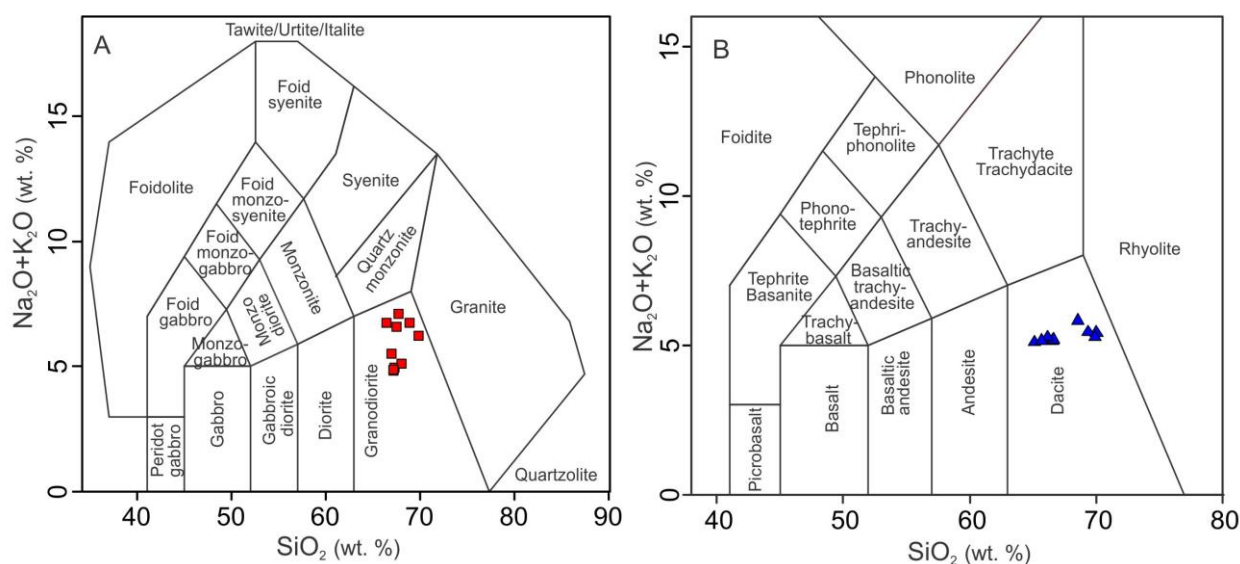 A
Tawite/Urtite/Italite
Foid
syenite
Foidolite
Foid
monzo-
syenite
Syenite
Foid
monzo-
gabbro
Monzonite
Quartz
monzonite
Foid
gabbro
Monzo
diorite
Granite
Monzo-
gabbro
Peridot
gabbro
Gabbro
Gabbroic
diorite
Diorite
Granodiorite
Quartzolite
Na₂O+K₂O (wt. %)
0
5
10
15
40
50
60
70
80
90
SiO₂ (wt. %)
B
Phonolite
Foidite
Tephri-
phonolite
Trachyte
Trachydacite
Phono-
tephrite
Trachy-
andesite
Rhyolite
Tephrite
Basanite
Basaltic
trachy-
andesite
Trachy-
basalt
Picrobasalt
Basalt
Basaltic
andesite
Andesite
Dacite
Na₂O+K₂O (wt. %)
0
5
10
15
40
50
60
70
80
SiO₂ (wt. %)